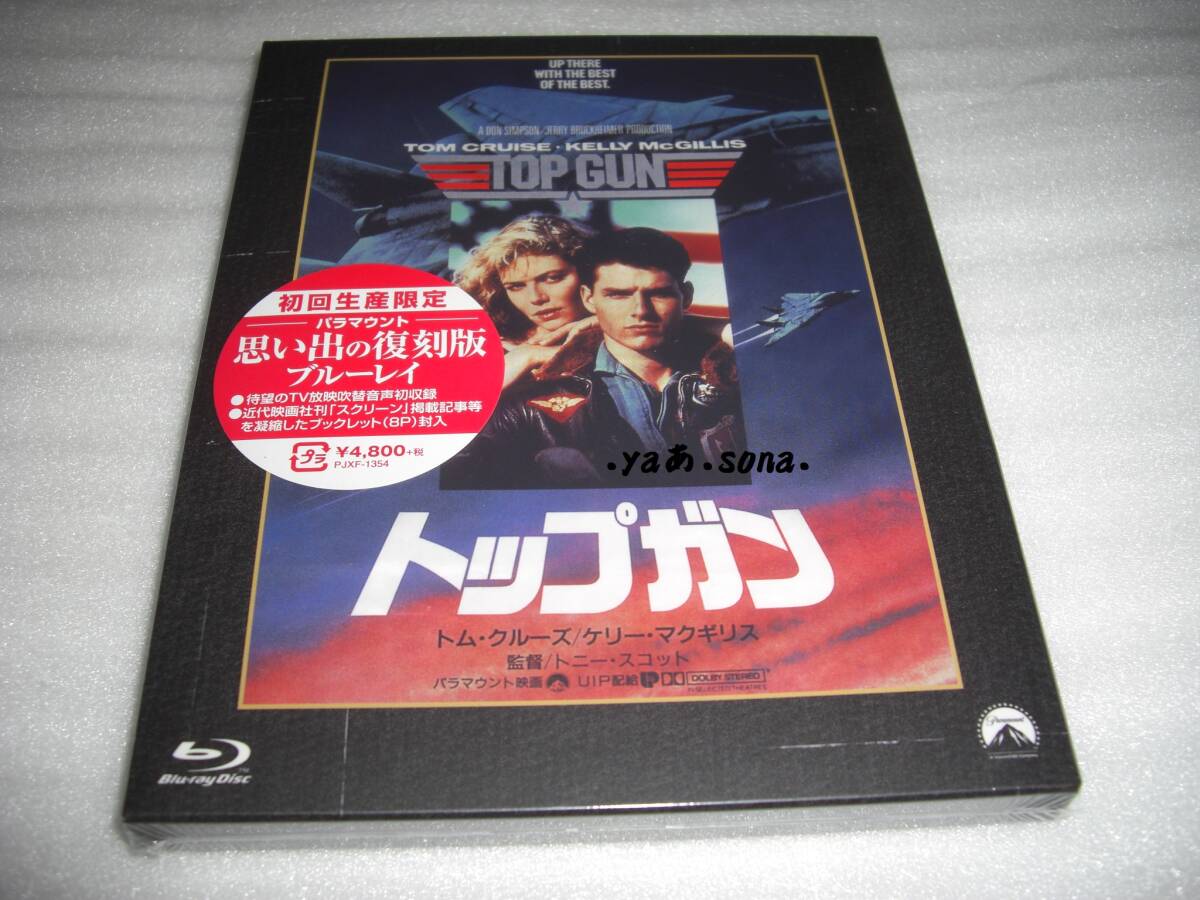 UP THERE
WITH THE BEST
OF THE BEST.
A DON SIMPSON/JERRY BRUCKHEIMER PRODUCTION
TOM CRUISE・KELLY McGILLIS
TOP GUN
初回生産限定
パラマウント
思い出の復刻版
ブルーレイ
●待望のTV放映吹替音声初収録
●近代映画社刊「スクリーン」掲載記事等
を凝縮したブックレット(8P)封入
プラ
¥4,800+税
PJXF-1354
.yaあ.sona.
トップガン
トム・クルーズ/ケリー・マクギリス
監督/トニー・スコット
パラマウント映画 UIP配給 DOLBY STEREO
IN SELECTED THEATRES
Blu-ray Disc
TM
Paramount